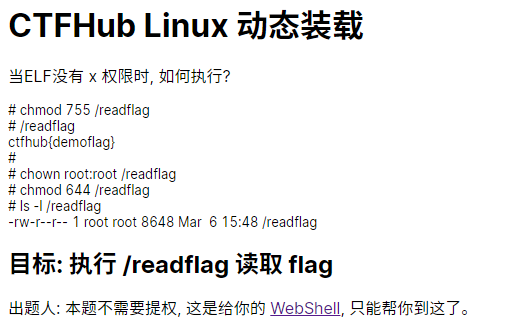 CTFHub Linux 动态装载
当ELF没有 x 权限时, 如何执行?
# chmod 755 /readflag
# /readflag
ctfhub{demoflag}
#
# chown root:root /readflag
# chmod 644 /readflag
# ls -l /readflag
-rw-r--r-- 1 root root 8648 Mar  6 15:48 /readflag
目标: 执行 /readflag 读取 flag
出题人: 本题不需要提权, 这是给你的 WebShell, 只能帮你到这了。